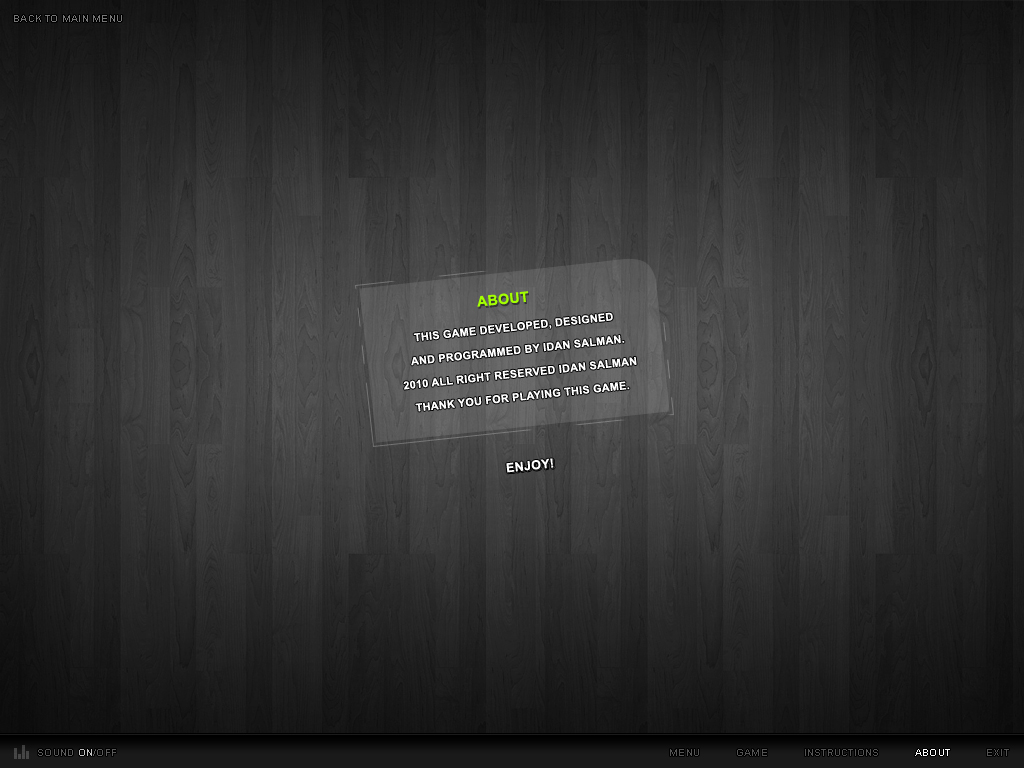 BACK TO MAIN MENU
ABOUT
THIS GAME DEVELOPED, DESIGNED
AND PROGRAMMED BY IDAN SALMAN.
2010 ALL RIGHT RESERVED IDAN SALMAN
THANK YOU FOR PLAYING THIS GAME.
ENJOY!
SOUND ON/OFF MENU GAME INSTRUCTIONS ABOUT EXIT